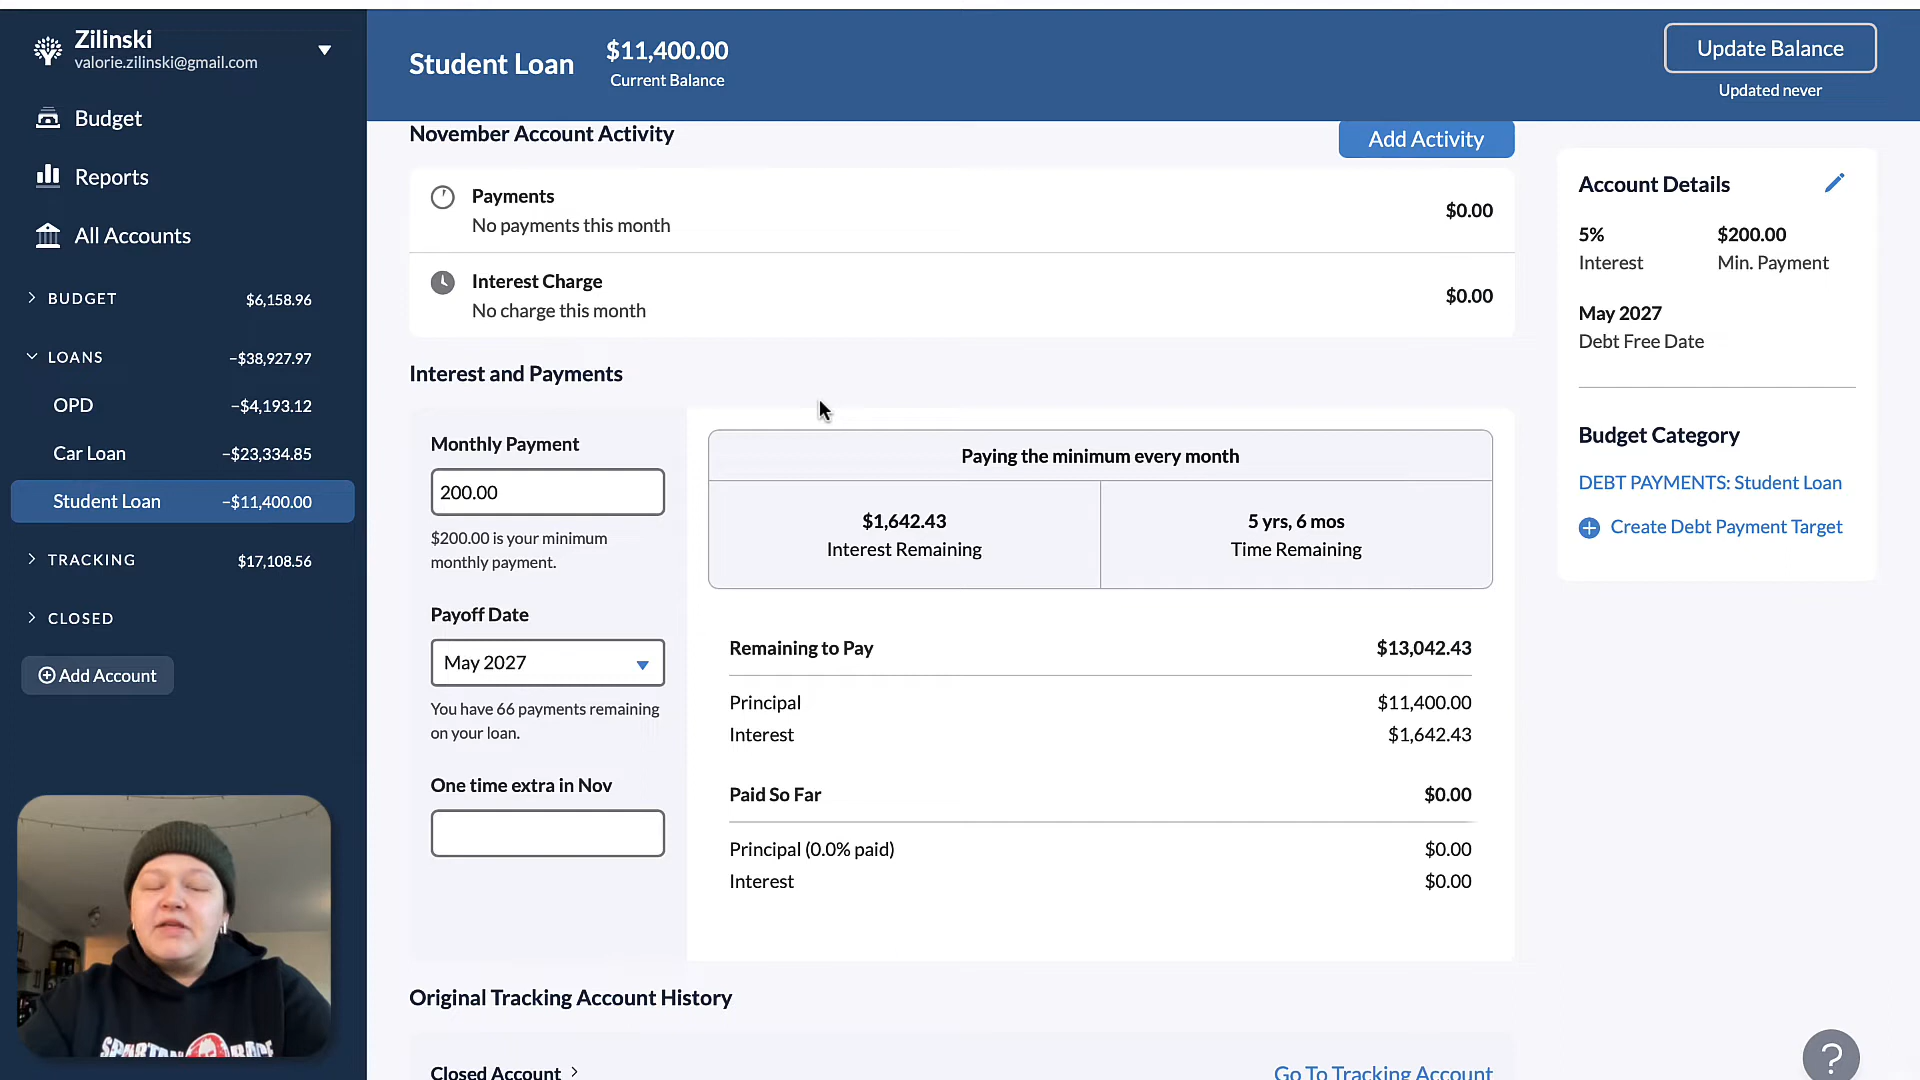 Zilinski
valorie.zilinski@gmail.com
Budget
Reports
All Accounts
BUDGET $6,158.96
LOANS –$38,927.97
OPD –$4,193.12
Car Loan –$23,334.85
Student Loan –$11,400.00
TRACKING $17,108.56
CLOSED
Add Account
Student Loan
$11,400.00
Current Balance
Update Balance
Updated never
November Account Activity
Add Activity
Payments
No payments this month
$0.00
Interest Charge
No charge this month
$0.00
Interest and Payments
Monthly Payment
200.00
$200.00 is your minimum
monthly payment.
Payoff Date
May 2027
You have 66 payments remaining
on your loan.
One time extra in Nov
Paying the minimum every month
$1,642.43
Interest Remaining
5 yrs, 6 mos
Time Remaining
Remaining to Pay $13,042.43
Principal $11,400.00
Interest $1,642.43
Paid So Far $0.00
Principal (0.0% paid) $0.00
Interest $0.00
Original Tracking Account History
Closed Account
Go To Tracking Account
Account Details
5%
Interest
$200.00
Min. Payment
May 2027
Debt Free Date
Budget Category
DEBT PAYMENTS: Student Loan
Create Debt Payment Target
?
SPARTAN RACE